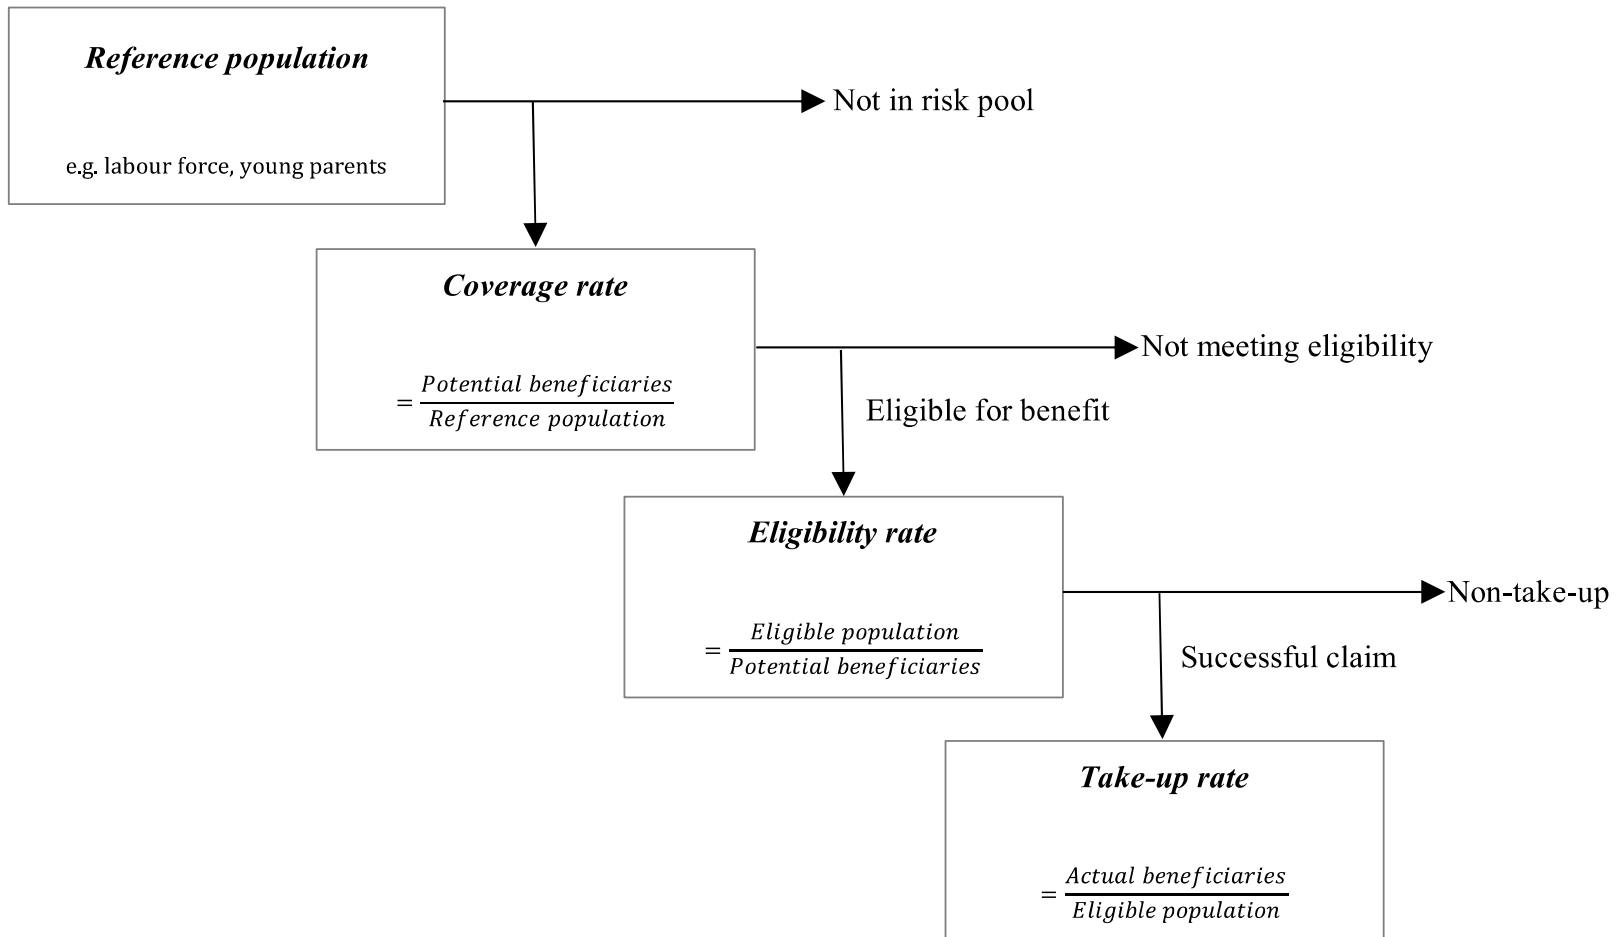 Reference population
e.g. labour force, young parents
Not in risk pool
Coverage rate
= Potential beneficiaries
Reference population
Not meeting eligibility
Eligible for benefit
Eligibility rate
= Eligible population
Potential beneficiaries
Non-take-up
Successful claim
Take-up rate
= Actual beneficiaries
Eligible population